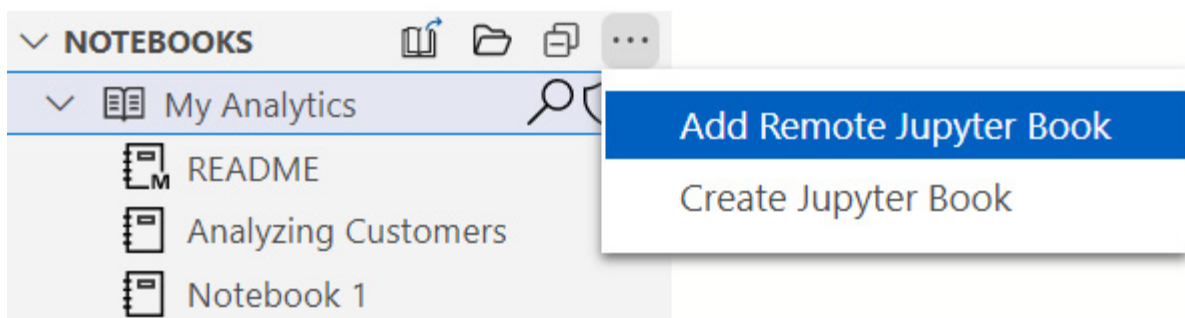 NOTEBOOKS
My Analytics
Add Remote Jupyter Book
M README
Create Jupyter Book
Analyzing Customers
Notebook 1